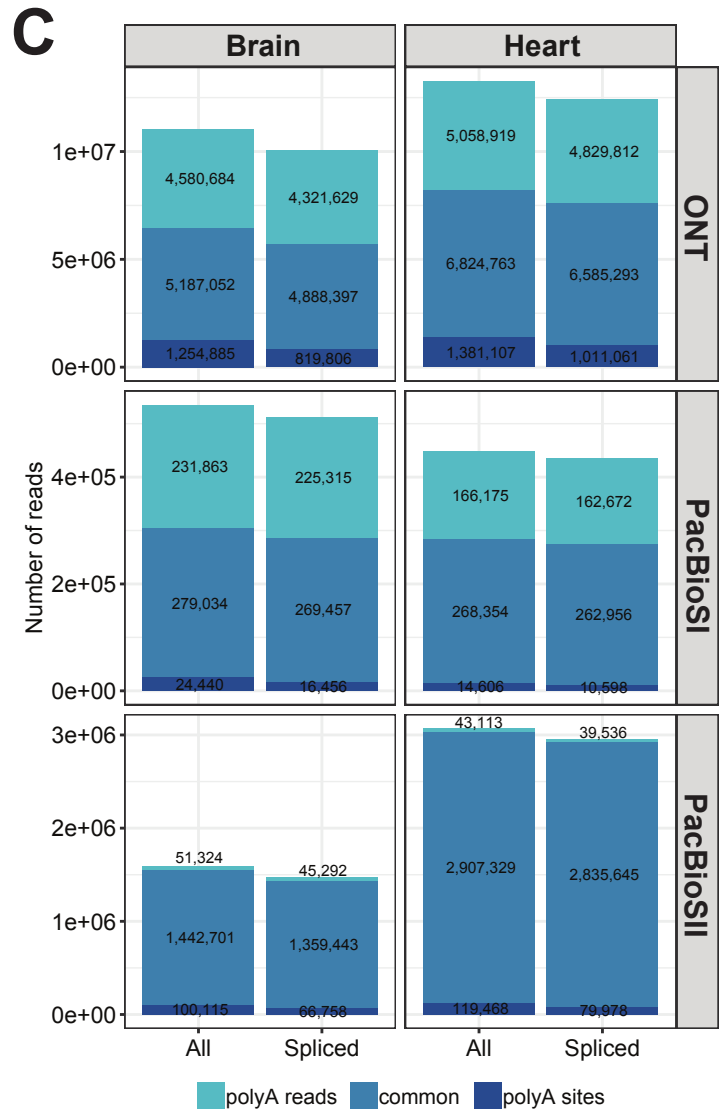 C
Brain Heart
ONT
PacBioSI
PacBioSII
Number of reads
1e+07
5e+06
0e+00
4,580,684
5,187,052
1,254,885
4,321,629
4,888,397
819,806
5,058,919
6,824,763
1,381,107
4,829,812
6,585,293
1,011,061
4e+05
2e+05
0e+00
231,863
279,034
24,440
225,315
269,457
16,456
166,175
268,354
14,606
162,672
262,956
10,598
3e+06
2e+06
1e+06
0e+00
51,324
1,442,701
100,115
45,292
1,359,443
66,758
43,113
2,907,329
119,468
39,536
2,835,645
79,978
All Spliced All Spliced
polyA reads common polyA sites